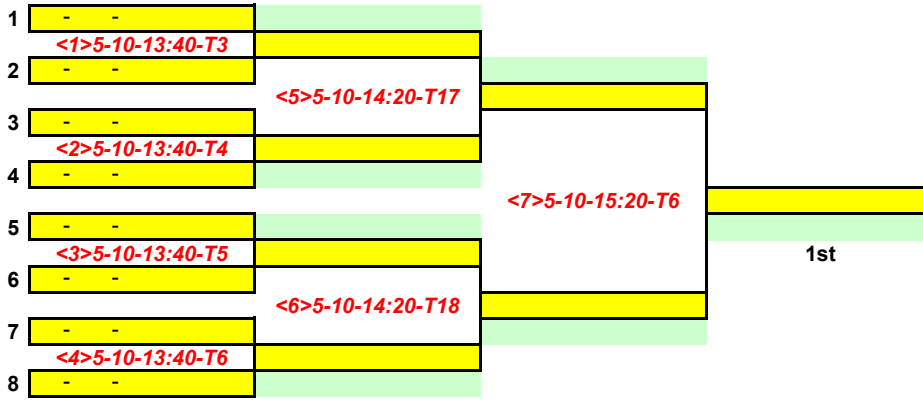 1 - -
<1>5-10-13:40-T3
2 - -
<5>5-10-14:20-T17
3 - -
<2>5-10-13:40-T4
4 - -
<7>5-10-15:20-T6
5 - -
<3>5-10-13:40-T5
1st
6 - -
<6>5-10-14:20-T18
7 - -
<4>5-10-13:40-T6
8 - -